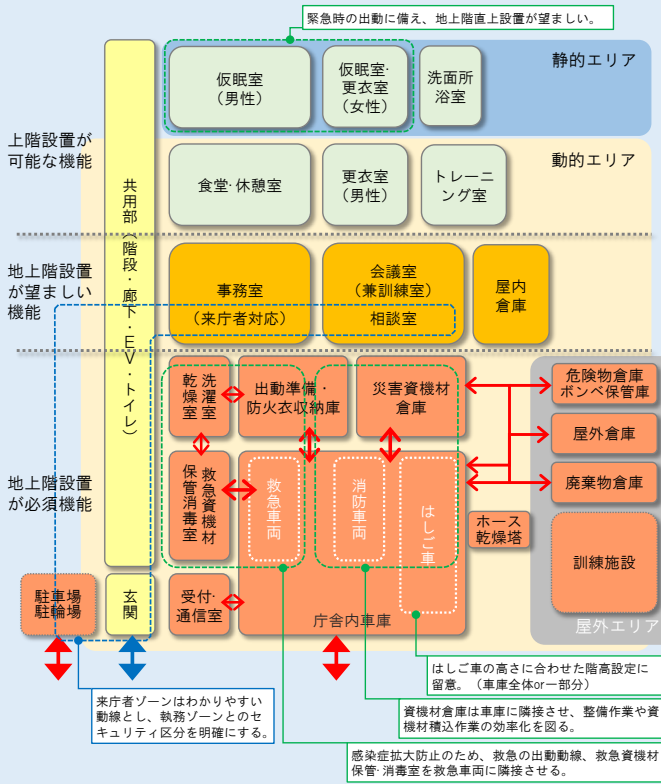 緊急時の出動に備え、地上階直上設置が望ましい。
静的エリア
仮眠室
（男性）
仮眠室・
更衣室
（女性）
洗面所
浴室
上階設置が
可能な機能
動的エリア
食堂・休憩室
更衣室
（男性）
トレーニ
ング室
共用部（階段・廊下・ＥＶ・トイレ）
地上階設置
が望ましい
機能
事務室
（来庁者対応）
会議室
（兼訓練室）
相談室
屋内
倉庫
地上階設置
が必須機能
洗濯室
乾燥室
出動準備・
防火衣収納庫
災害資機材
倉庫
危険物倉庫
ボンベ保管庫
屋外倉庫
廃棄物倉庫
救急資機材
保管消毒室
救急車両
消防車両
はしご車
ホース
乾燥塔
訓練施設
屋外エリア
駐車場
駐輪場
玄関
受付・
通信室
庁舎内車庫
はしご車の高さに合わせた階高設定に
留意。（車庫全体or一部分）
来庁者ゾーンはわかりやすい
動線とし、執務ゾーンとのセ
キュリティ区分を明確にする。
資機材倉庫は車庫に隣接させ、整備作業や資
機材積込作業の効率化を図る。
感染症拡大防止のため、救急の出動動線、救急資機材
保管・消毒室を救急車両に隣接させる。